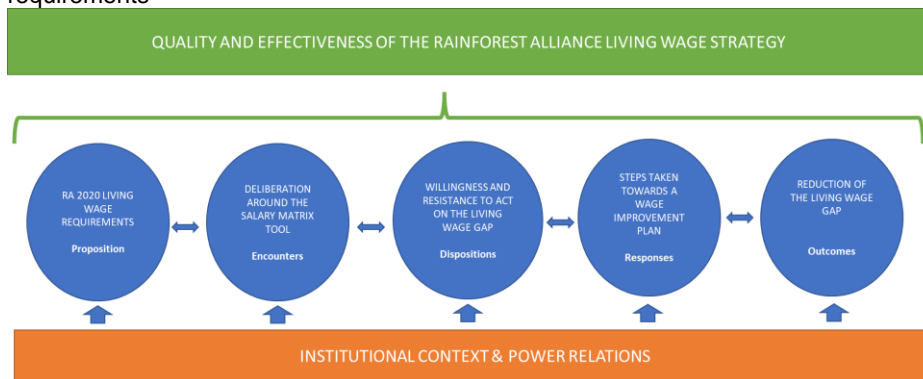 requirements
QUALITY AND EFFECTIVENESS OF THE RAINFOREST ALLIANCE LIVING WAGE STRATEGY
RA 2020 LIVING
WAGE
REQUIREMENTS
Proposition
DELIBERATION
AROUND THE
SALARY MATRIX
TOOL
Encounters
WILLINGNESS AND
RESISTANCE TO ACT
ON THE LIVING
WAGE GAP
Dispositions
STEPS TAKEN
TOWARDS A
WAGE
IMPROVEMENT
PLAN
Responses
REDUCTION OF
THE LIVING WAGE
GAP
Outcomes
INSTITUTIONAL CONTEXT & POWER RELATIONS